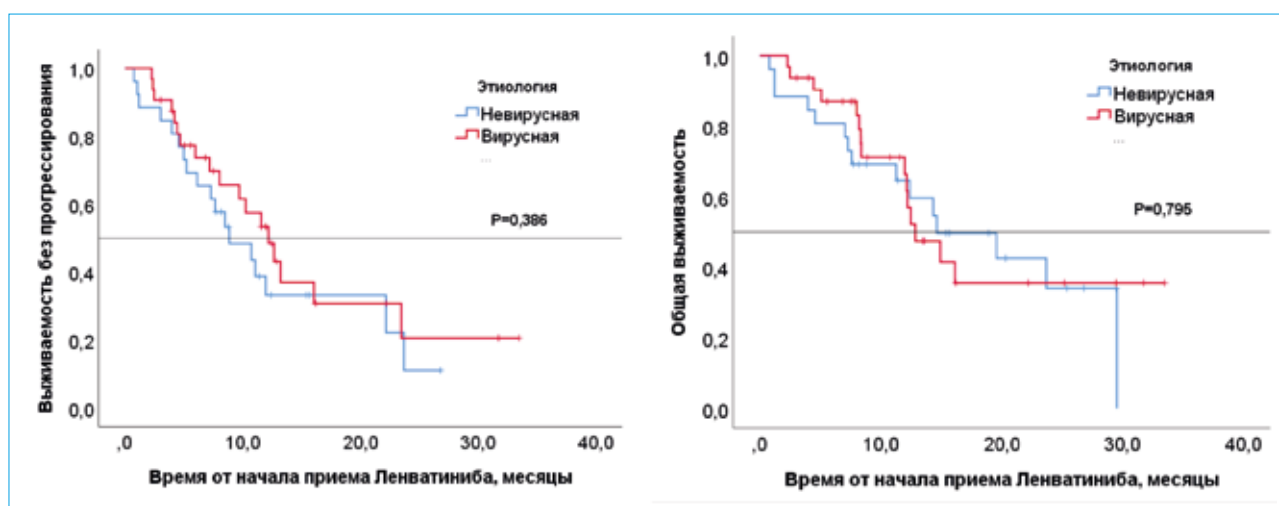 Выживаемость без прогрессирования
1,0
0,8
0,6
0,4
0,2
0,0
Этиология
Невирусная
Вирусная
...
P=0,386
,0 10,0 20,0 30,0 40,0
Время от начала приема Ленватиниба, месяцы
Общая выживаемость
1,0
0,8
0,6
0,4
0,2
0,0
Этиология
Невирусная
Вирусная
...
P=0,795
,0 10,0 20,0 30,0 40,0
Время от начала приема Ленватиниба, месяцы